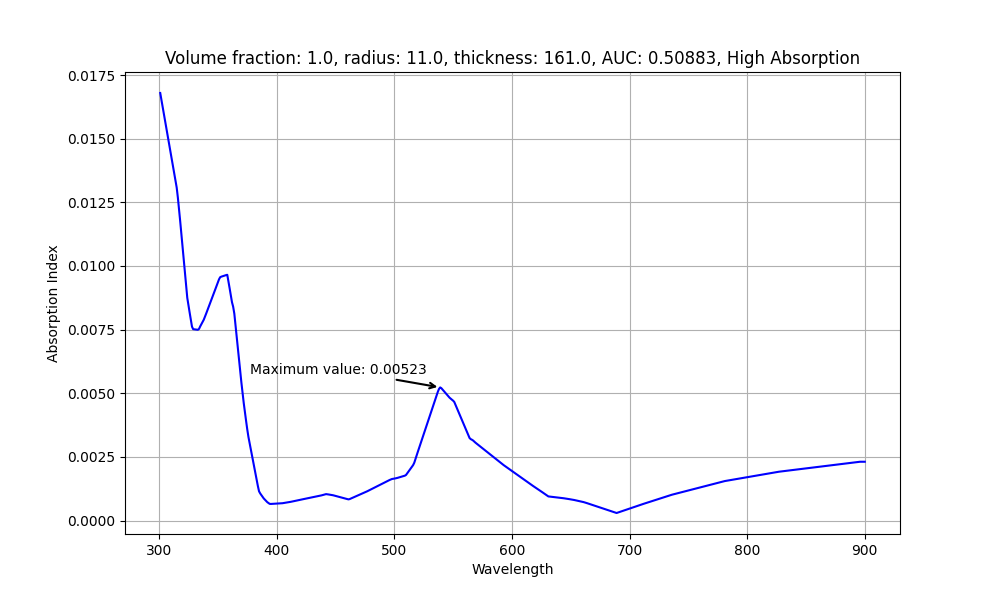 Volume fraction: 1.0, radius: 11.0, thickness: 161.0, AUC: 0.50883, High Absorption
0.0175
0.0150
0.0125
0.0100
0.0075
0.0050
0.0025
0.0000
Absorption Index
Maximum value: 0.00523
300 400 500 600 700 800 900
Wavelength